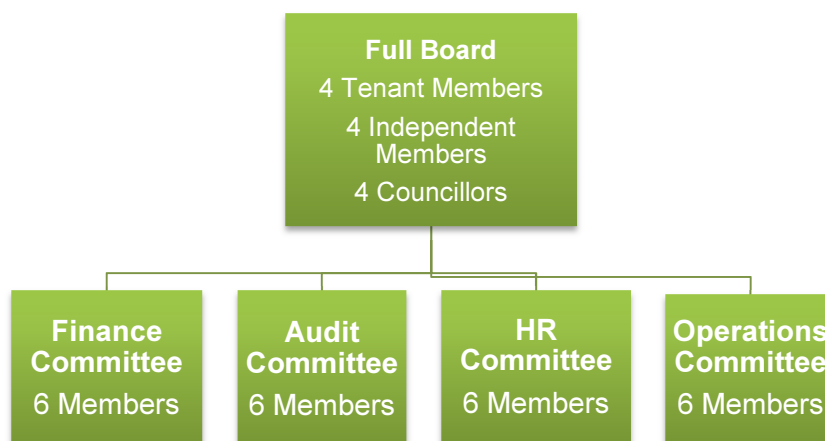 Full Board
4 Tenant Members
4 Independent
Members
4 Councillors
Finance
Committee
6 Members
Audit
Committee
6 Members
HR
Committee
6 Members
Operations
Committee
6 Members